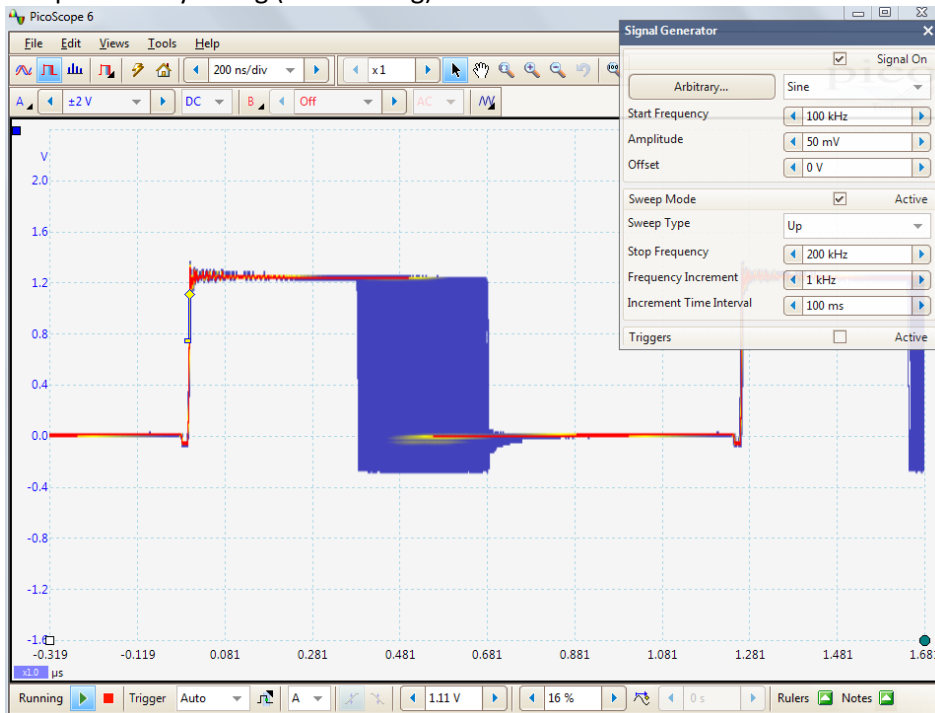 PicoScope 6
File Edit Views Tools Help
200 ns/div x1
A ±2 V DC B Off AC
Signal Generator
Signal On
Arbitrary... Sine
Start Frequency 100 kHz
Amplitude 50 mV
Offset 0 V
Sweep Mode Active
Sweep Type Up
Stop Frequency 200 kHz
Frequency Increment 1 kHz
Increment Time Interval 100 ms
Triggers Active
V
2.0
1.6
1.2
0.8
0.4
0.0
-0.4
-0.8
-1.2
-1.6
-0.319 -0.119 0.081 0.281 0.481 0.681 0.881 1.081 1.281 1.481 1.681
x1.0 µs
Running Trigger Auto A 1.11 V 16 % 0 s Rulers Notes